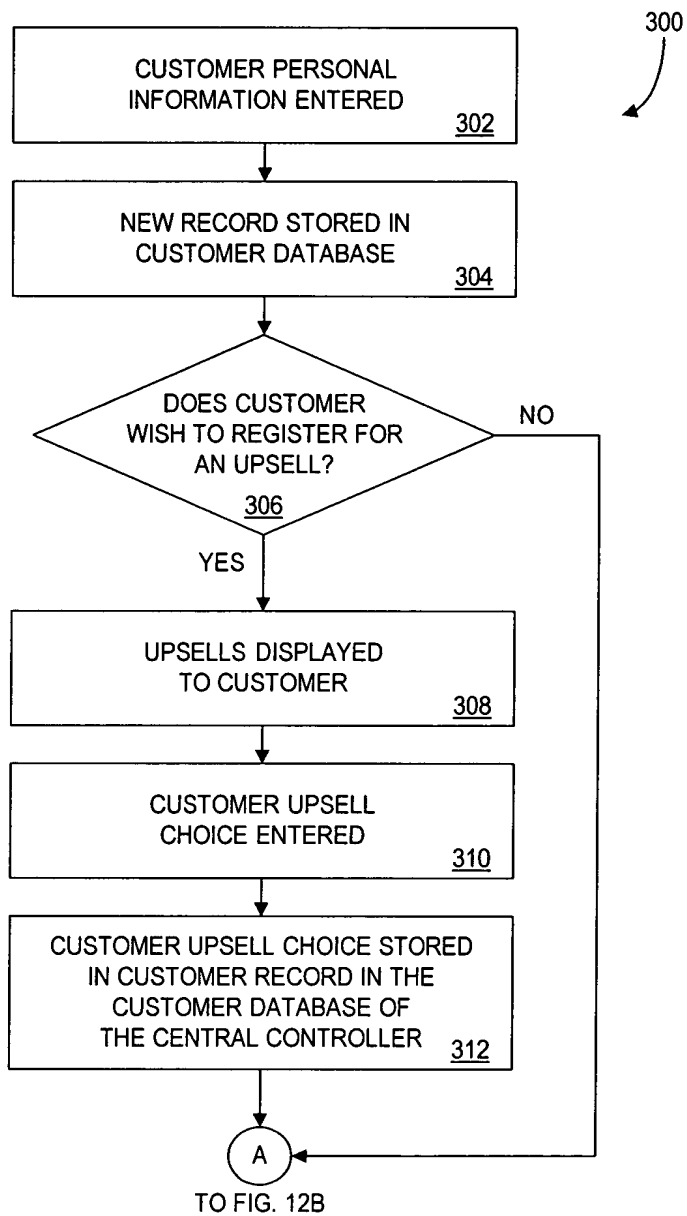 300
CUSTOMER PERSONAL
INFORMATION ENTERED
302
NEW RECORD STORED IN
CUSTOMER DATABASE
304
DOES CUSTOMER
WISH TO REGISTER FOR
AN UPSELL?
306
NO
YES
UPSELLS DISPLAYED
TO CUSTOMER
308
CUSTOMER UPSELL
CHOICE ENTERED
310
CUSTOMER UPSELL CHOICE STORED
IN CUSTOMER RECORD IN THE
CUSTOMER DATABASE OF
THE CENTRAL CONTROLLER
312
A
TO FIG. 12B